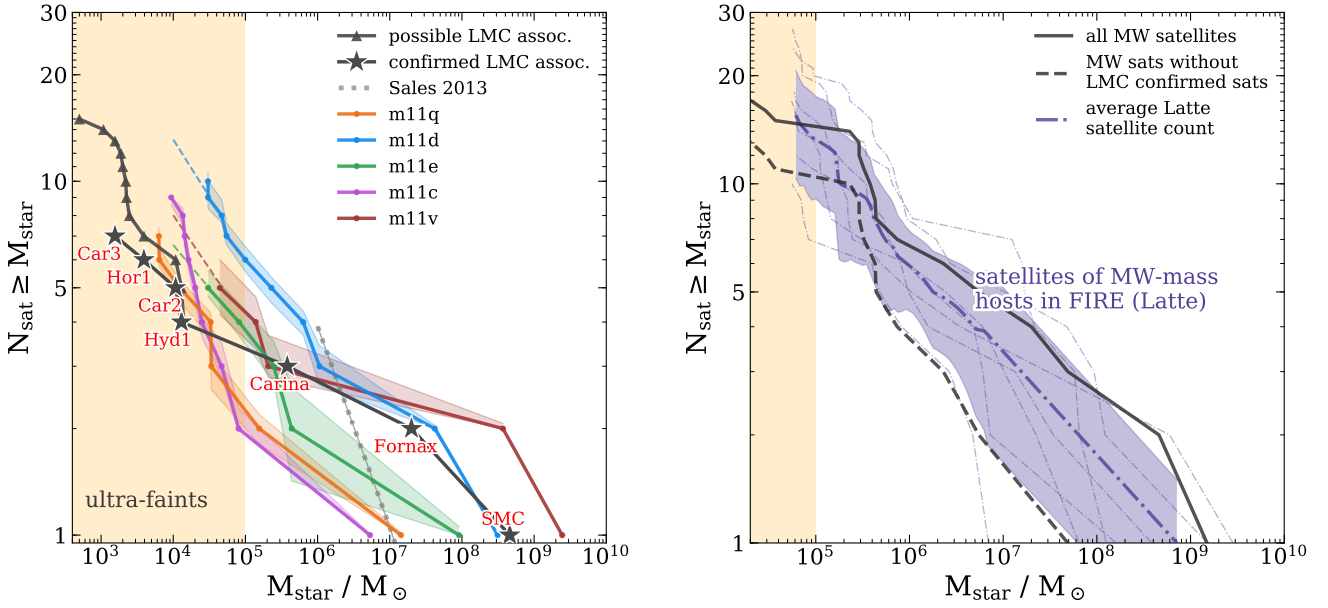 30
20
10
5
1
N_sat ≥ M_star
10^3
10^4
10^5
10^6
10^7
10^8
10^9
10^10
M_star / M_⊙
possible LMC assoc.
confirmed LMC assoc.
Sales 2013
m11q
m11d
m11e
m11c
m11v
Car3
Hor1
Car2
Hyd1
Carina
Fornax
SMC
ultra-faints
30
20
10
5
1
N_sat ≥ M_star
10^5
10^6
10^7
10^8
10^9
10^10
M_star / M_⊙
all MW satellites
MW sats without
LMC confirmed sats
average Latte
satellite count
satellites of MW-mass
hosts in FIRE (Latte)